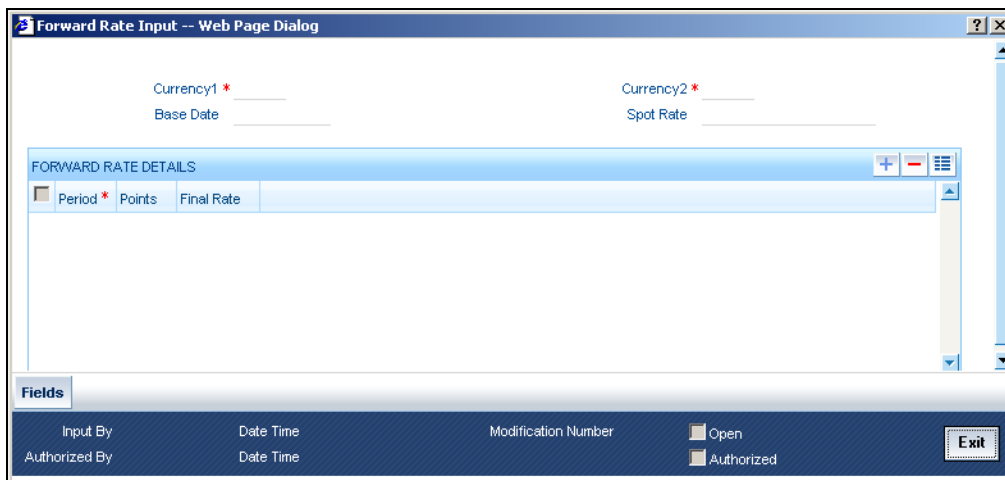 Forward Rate Input -- Web Page Dialog
Currency1 * Currency2 *
Base Date Spot Rate
FORWARD RATE DETAILS
Period * Points Final Rate
Fields
Input By Date Time Modification Number Open
Authorized By Date Time Authorized
Exit